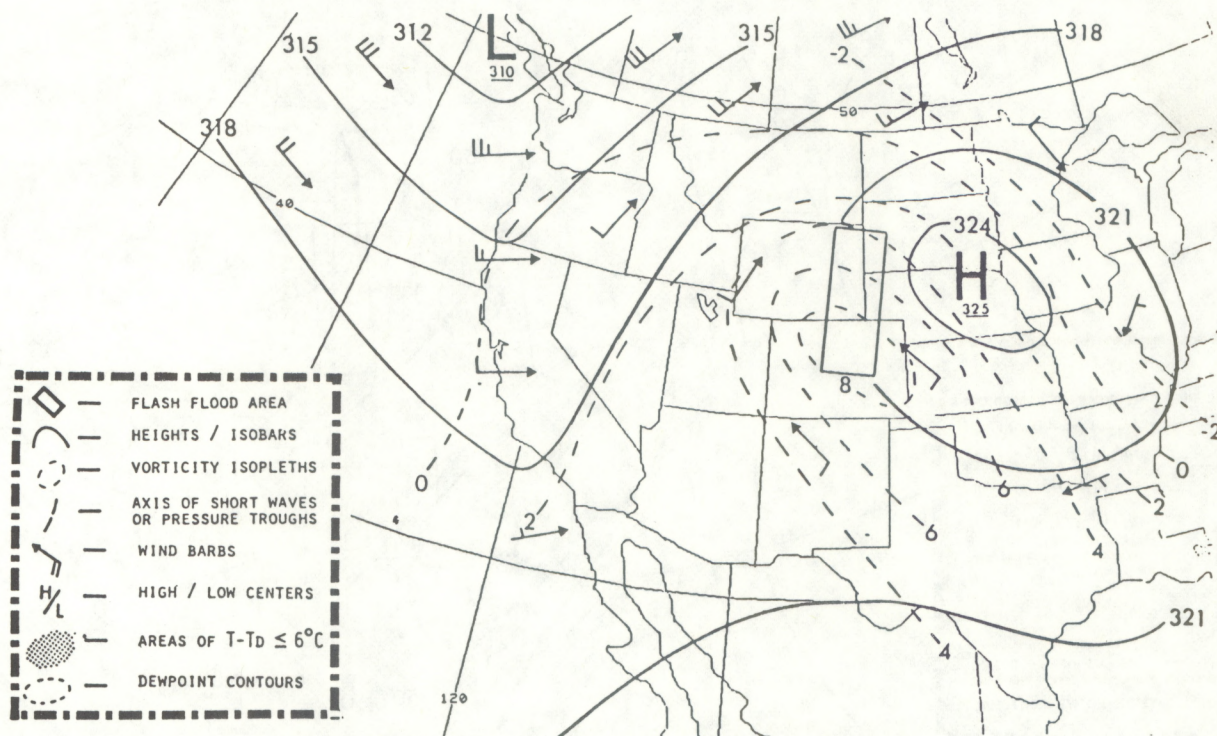 315
312
L
310
315
-2
318
50
318
40
321
324
H
325
8
0
2
6
6
4
2
-2
0
4
4
321
120
FLASH FLOOD AREA
HEIGHTS / ISOBARS
VORTICITY ISOPLETHS
AXIS OF SHORT WAVES
OR PRESSURE TROUGHS
WIND BARBS
H/L
HIGH / LOW CENTERS
AREAS OF T-TD ≤ 6°C
DEWPOINT CONTOURS